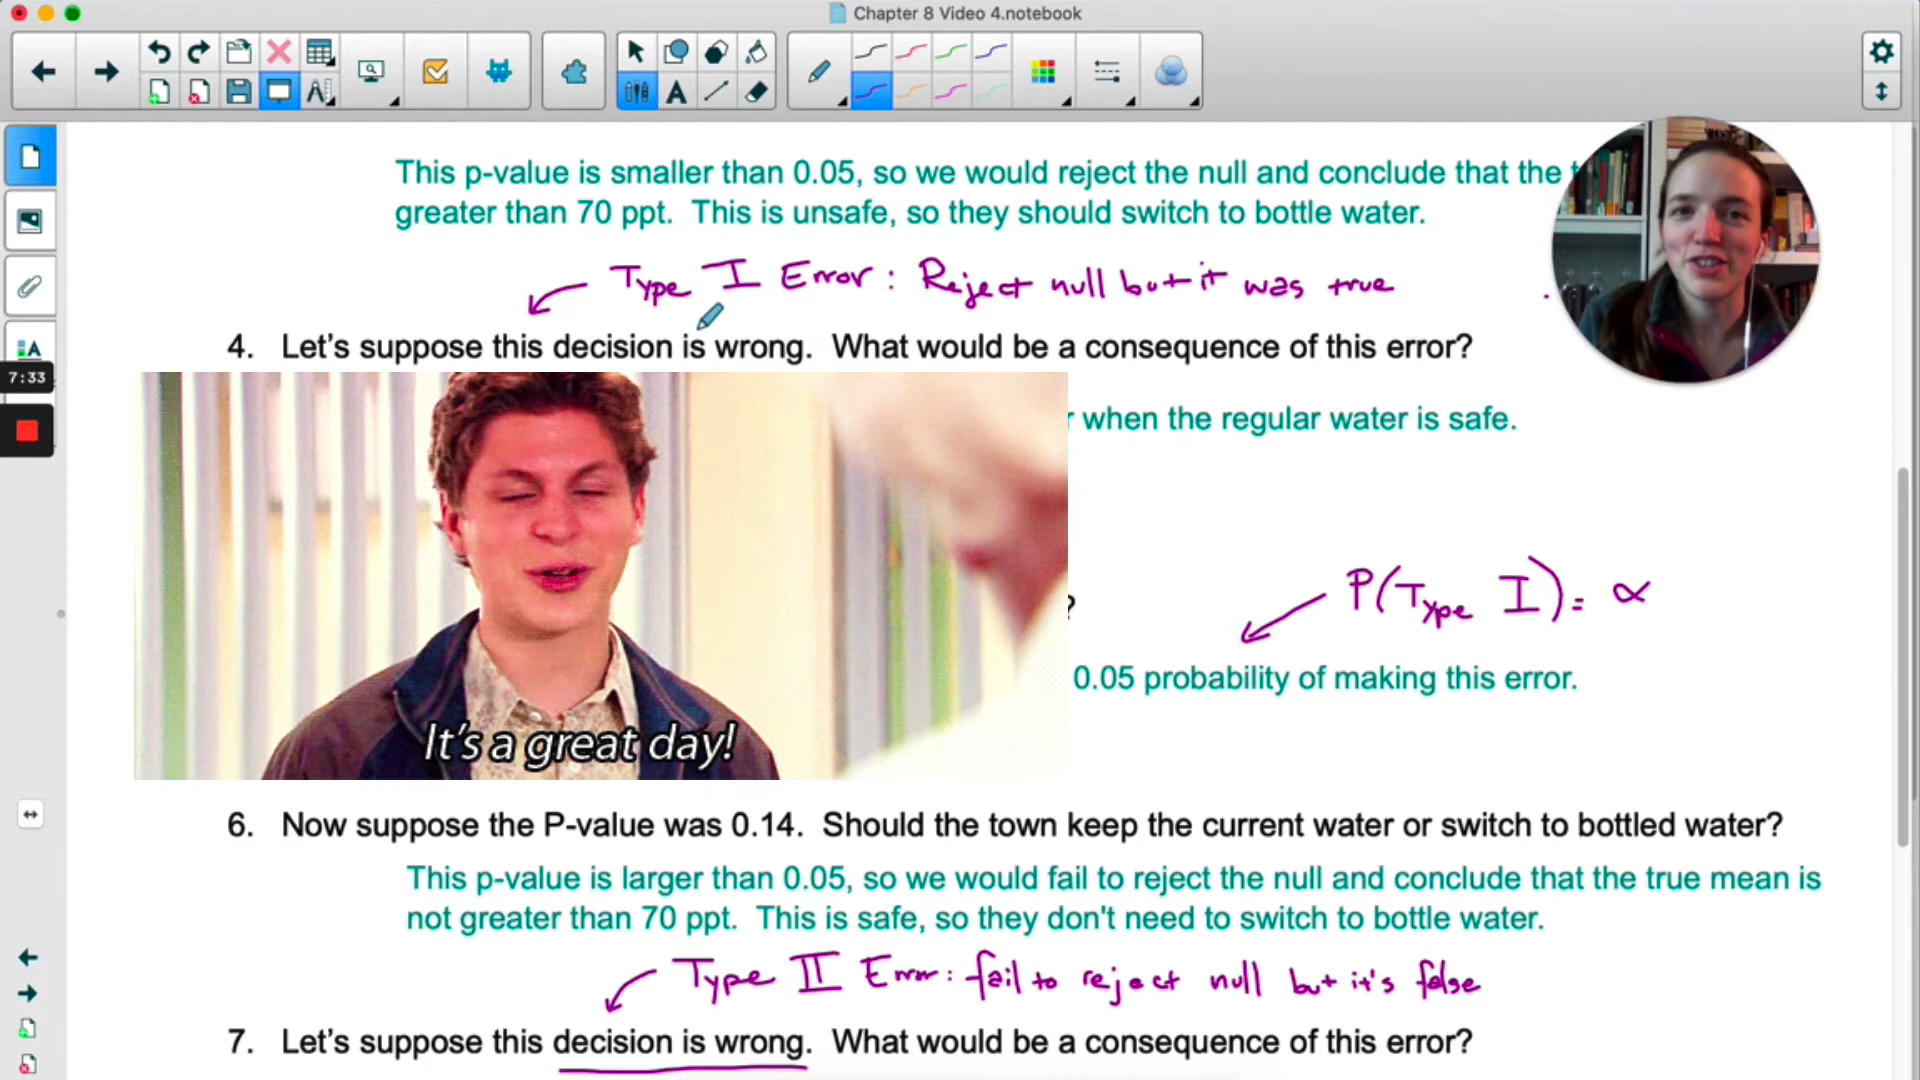 Chapter 8 Video 4.notebook
This p-value is smaller than 0.05, so we would reject the null and conclude that the
greater than 70 ppt. This is unsafe, so they should switch to bottle water.
Type I Error: Reject null but it was true
4. Let's suppose this decision is wrong. What would be a consequence of this error?
7:33
when the regular water is safe.
P(Type I) = α
?
0.05 probability of making this error.
It's a great day!
6. Now suppose the P-value was 0.14. Should the town keep the current water or switch to bottled water?
This p-value is larger than 0.05, so we would fail to reject the null and conclude that the true mean is
not greater than 70 ppt. This is safe, so they don't need to switch to bottle water.
Type II Error: fail to reject null but it's false
7. Let's suppose this decision is wrong. What would be a consequence of this error?